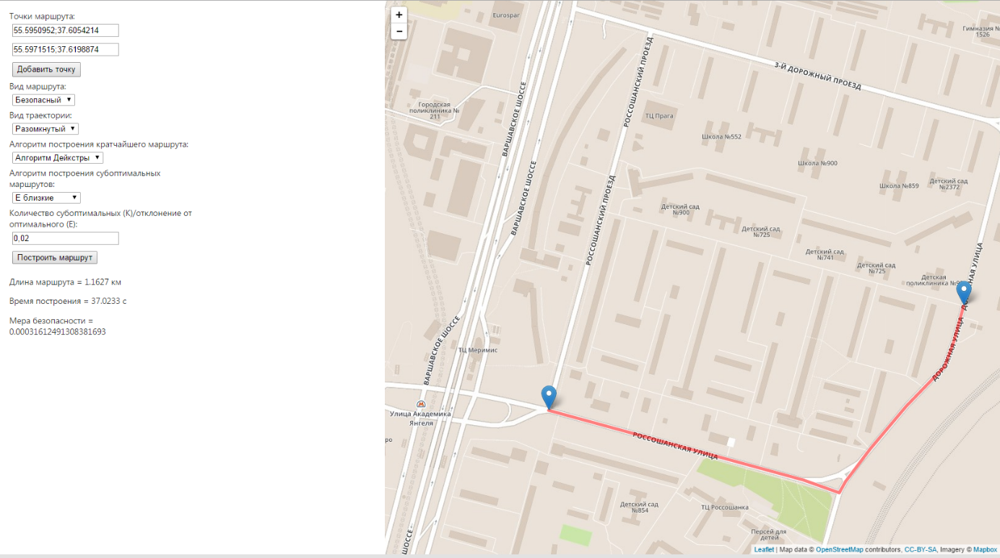 Точки маршрута:
55.5950952;37.6054214
55.5971515;37.6198874
Добавить точку
Вид маршрута:
Безопасный
Вид траектории:
Разомкнутый
Алгоритм построения кратчайшего маршрута:
Алгоритм Дейкстры
Алгоритм построения субоптимальных
маршрутов:
Е близкие
Количество субоптимальных (К)/отклонение от
оптимального (Е):
0,02
Построить маршрут
Длина маршрута = 1.1627 км
Время построения = 37.0233 с
Мера безопасности =
0.00031612491308381693
+
−
Eurospar
Гимназия №
1526
3-Й ДОРОЖНЫЙ ПРОЕЗД
РОССОШАНСКИЙ ПРОЕЗД
ВАРШАВСКОЕ ШОССЕ
Городская
поликлиника №
211
ТЦ Прага
Школа №552
Школа №900
Школа №859
Детский сад
№2372
ВАРШАВСКОЕ ШОССЕ
РОССОШАНСКИЙ ПРОЕЗД
Детский сад
№900
Детский сад
№725
Детский сад
№741
Детский сад
№725
Детская
поликлиника
ДОРОЖНАЯ УЛИЦА
ДОРОЖНАЯ УЛИЦА
ВАРШАВСКОЕ ШОССЕ
ТЦ Меримис
М
Улица Академика
Янгеля
ро
РОССОШАНСКАЯ УЛИЦА
Детский сад
№854
ТЦ Россошанка
Персей для
детей
ШОССЕ
Leaflet | Map data © OpenStreetMap contributors, CC-BY-SA, Imagery © Mapbox